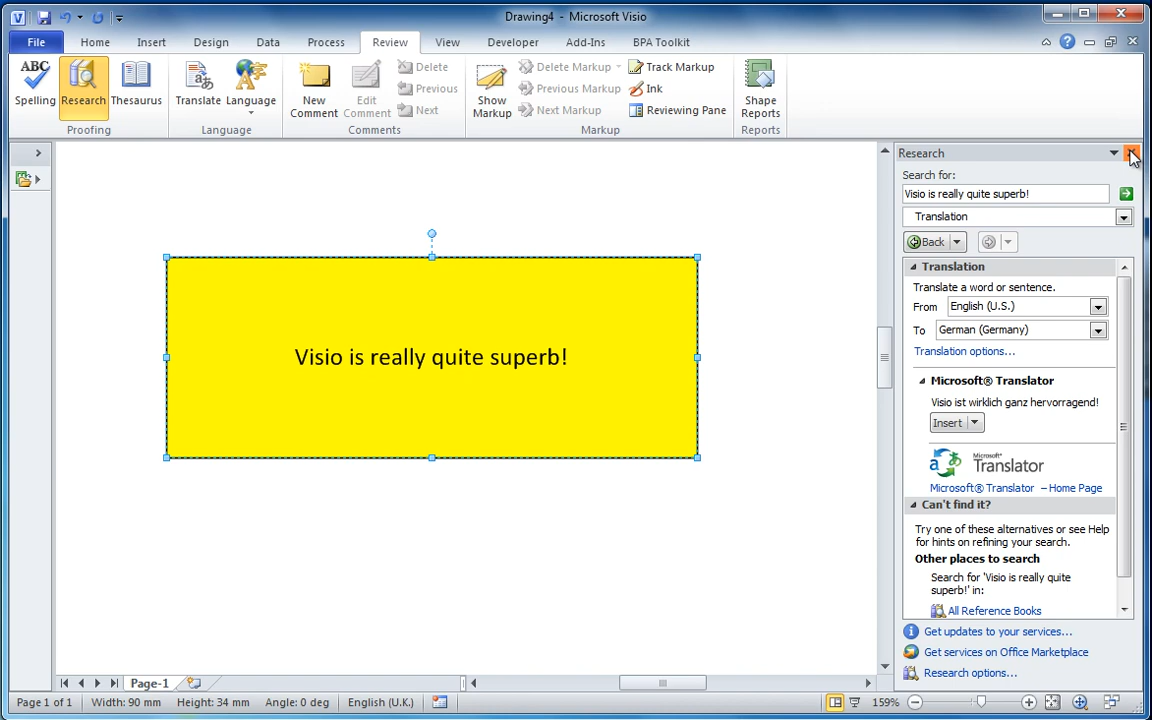 Drawing4 - Microsoft Visio
File Home Insert Design Data Process Review View Developer Add-Ins BPA Toolkit
ABC
Spelling
Research
Thesaurus
Proofing
Translate
Language
Language
New Comment
Edit Comment
Delete
Previous
Next
Comments
Show Markup
Delete Markup
Previous Markup
Next Markup
Track Markup
Ink
Reviewing Pane
Markup
Shape Reports
Reports
Visio is really quite superb!
Research
Search for:
Visio is really quite superb!
Translation
Back
Translation
Translate a word or sentence.
From English (U.S.)
To German (Germany)
Translation options...
Microsoft® Translator
Visio ist wirklich ganz hervorragend!
Insert
Microsoft®
Translator
Microsoft® Translator – Home Page
Can't find it?
Try one of these alternatives or see Help
for hints on refining your search.
Other places to search
Search for 'Visio is really quite
superb!' in:
All Reference Books
Get updates to your services...
Get services on Office Marketplace
Research options...
Page-1
Page 1 of 1 Width: 90 mm Height: 34 mm Angle: 0 deg English (U.K.) 159%